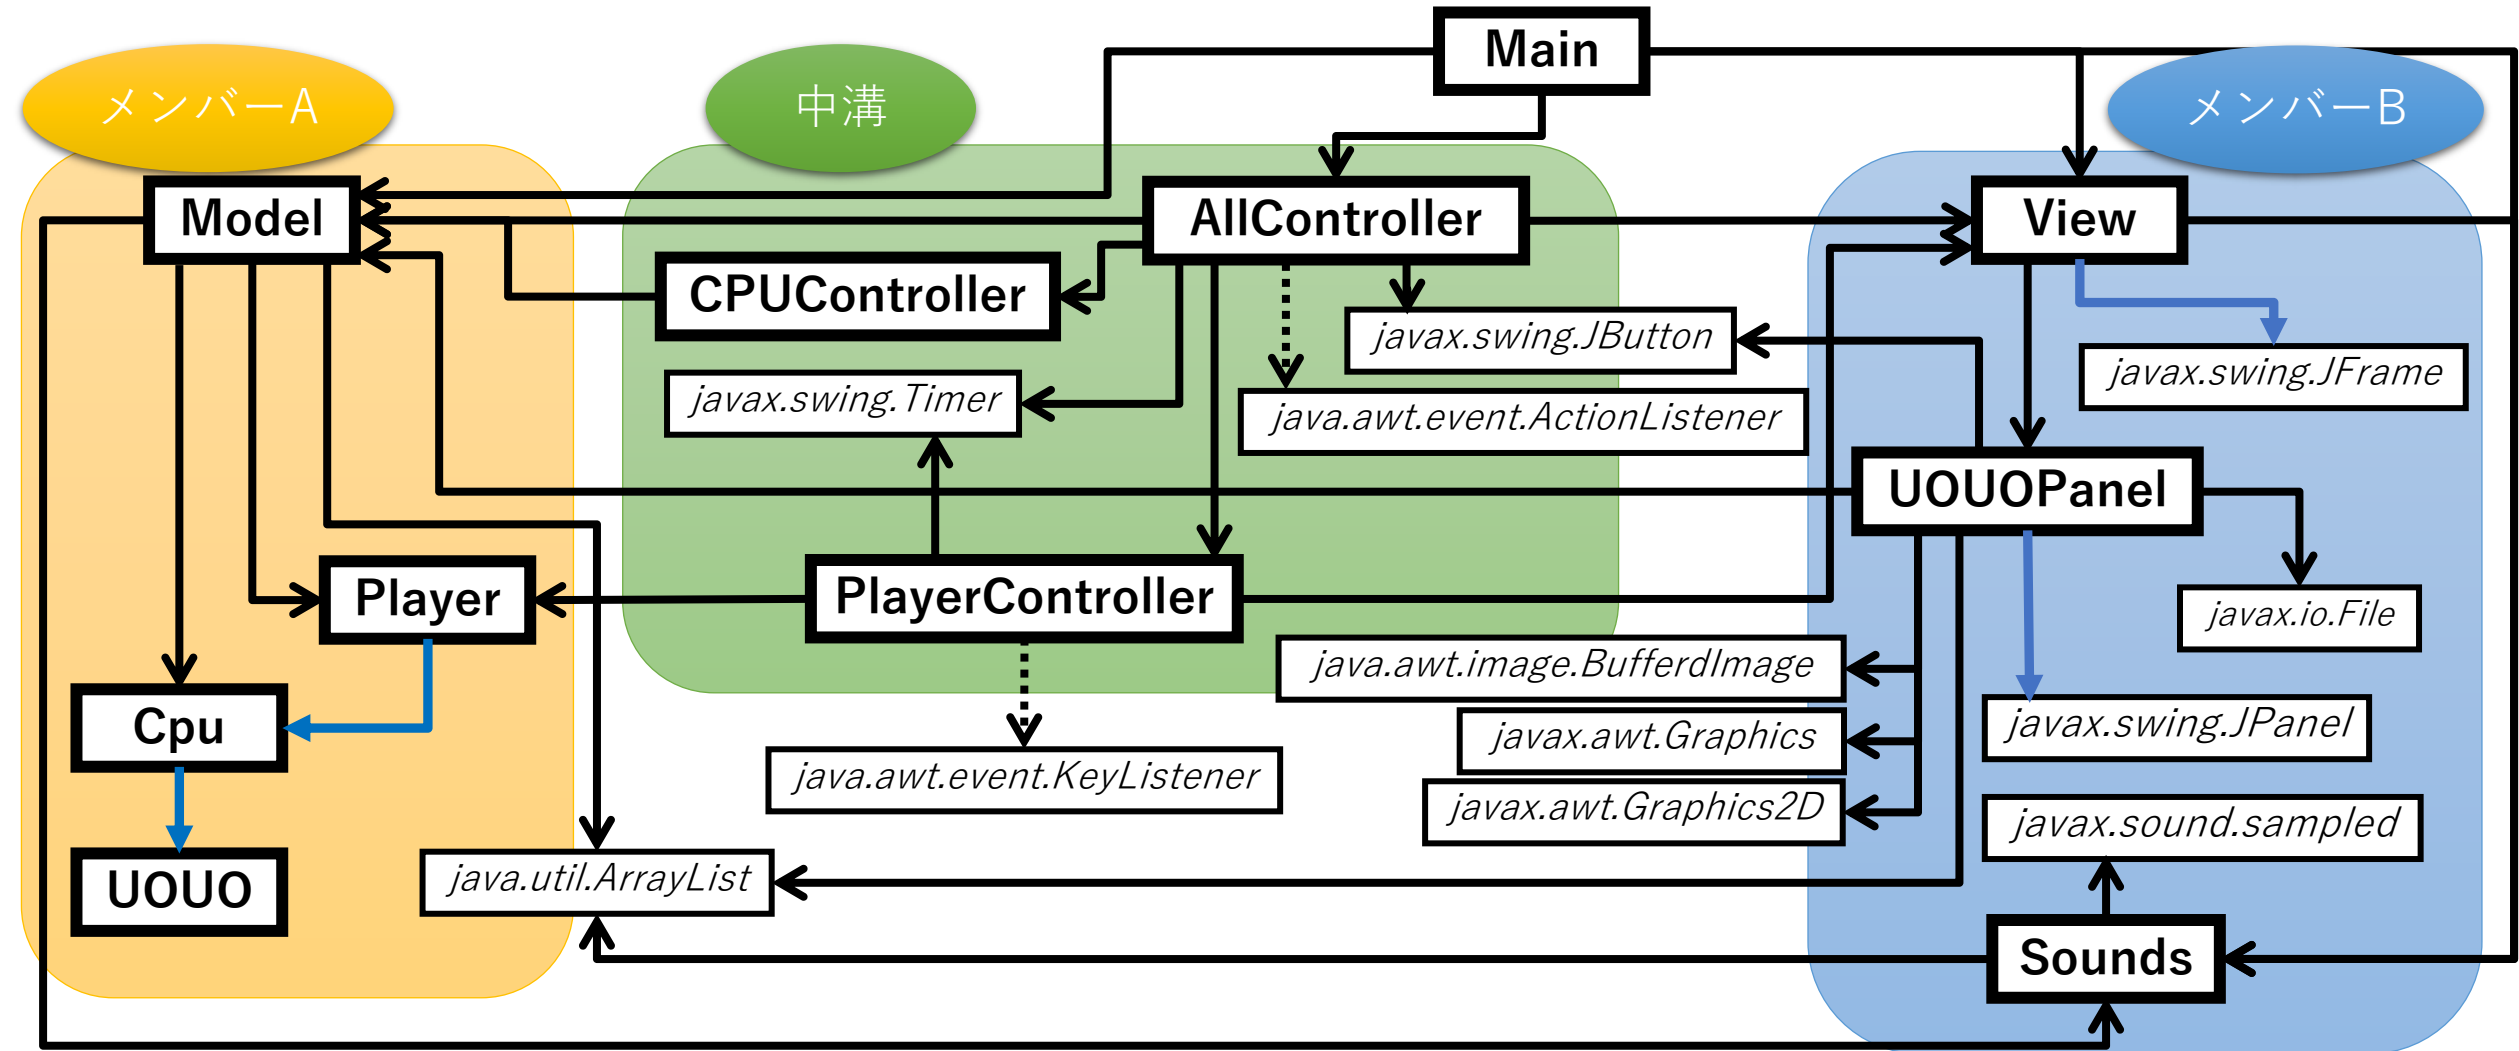 Main
メンバーA
中溝
メンバーB
Model
AllController
View
CPUController
javax.swing.JButton
javax.swing.JFrame
javax.swing.Timer
java.awt.event.ActionListener
UOUOPanel
Player
PlayerController
javax.io.File
java.awt.image.BufferdImage
Cpu
javax.awt.Graphics
javax.swing.JPanel
java.awt.event.KeyListener
javax.awt.Graphics2D
javax.sound.sampled
UOUO
java.util.ArrayList
Sounds